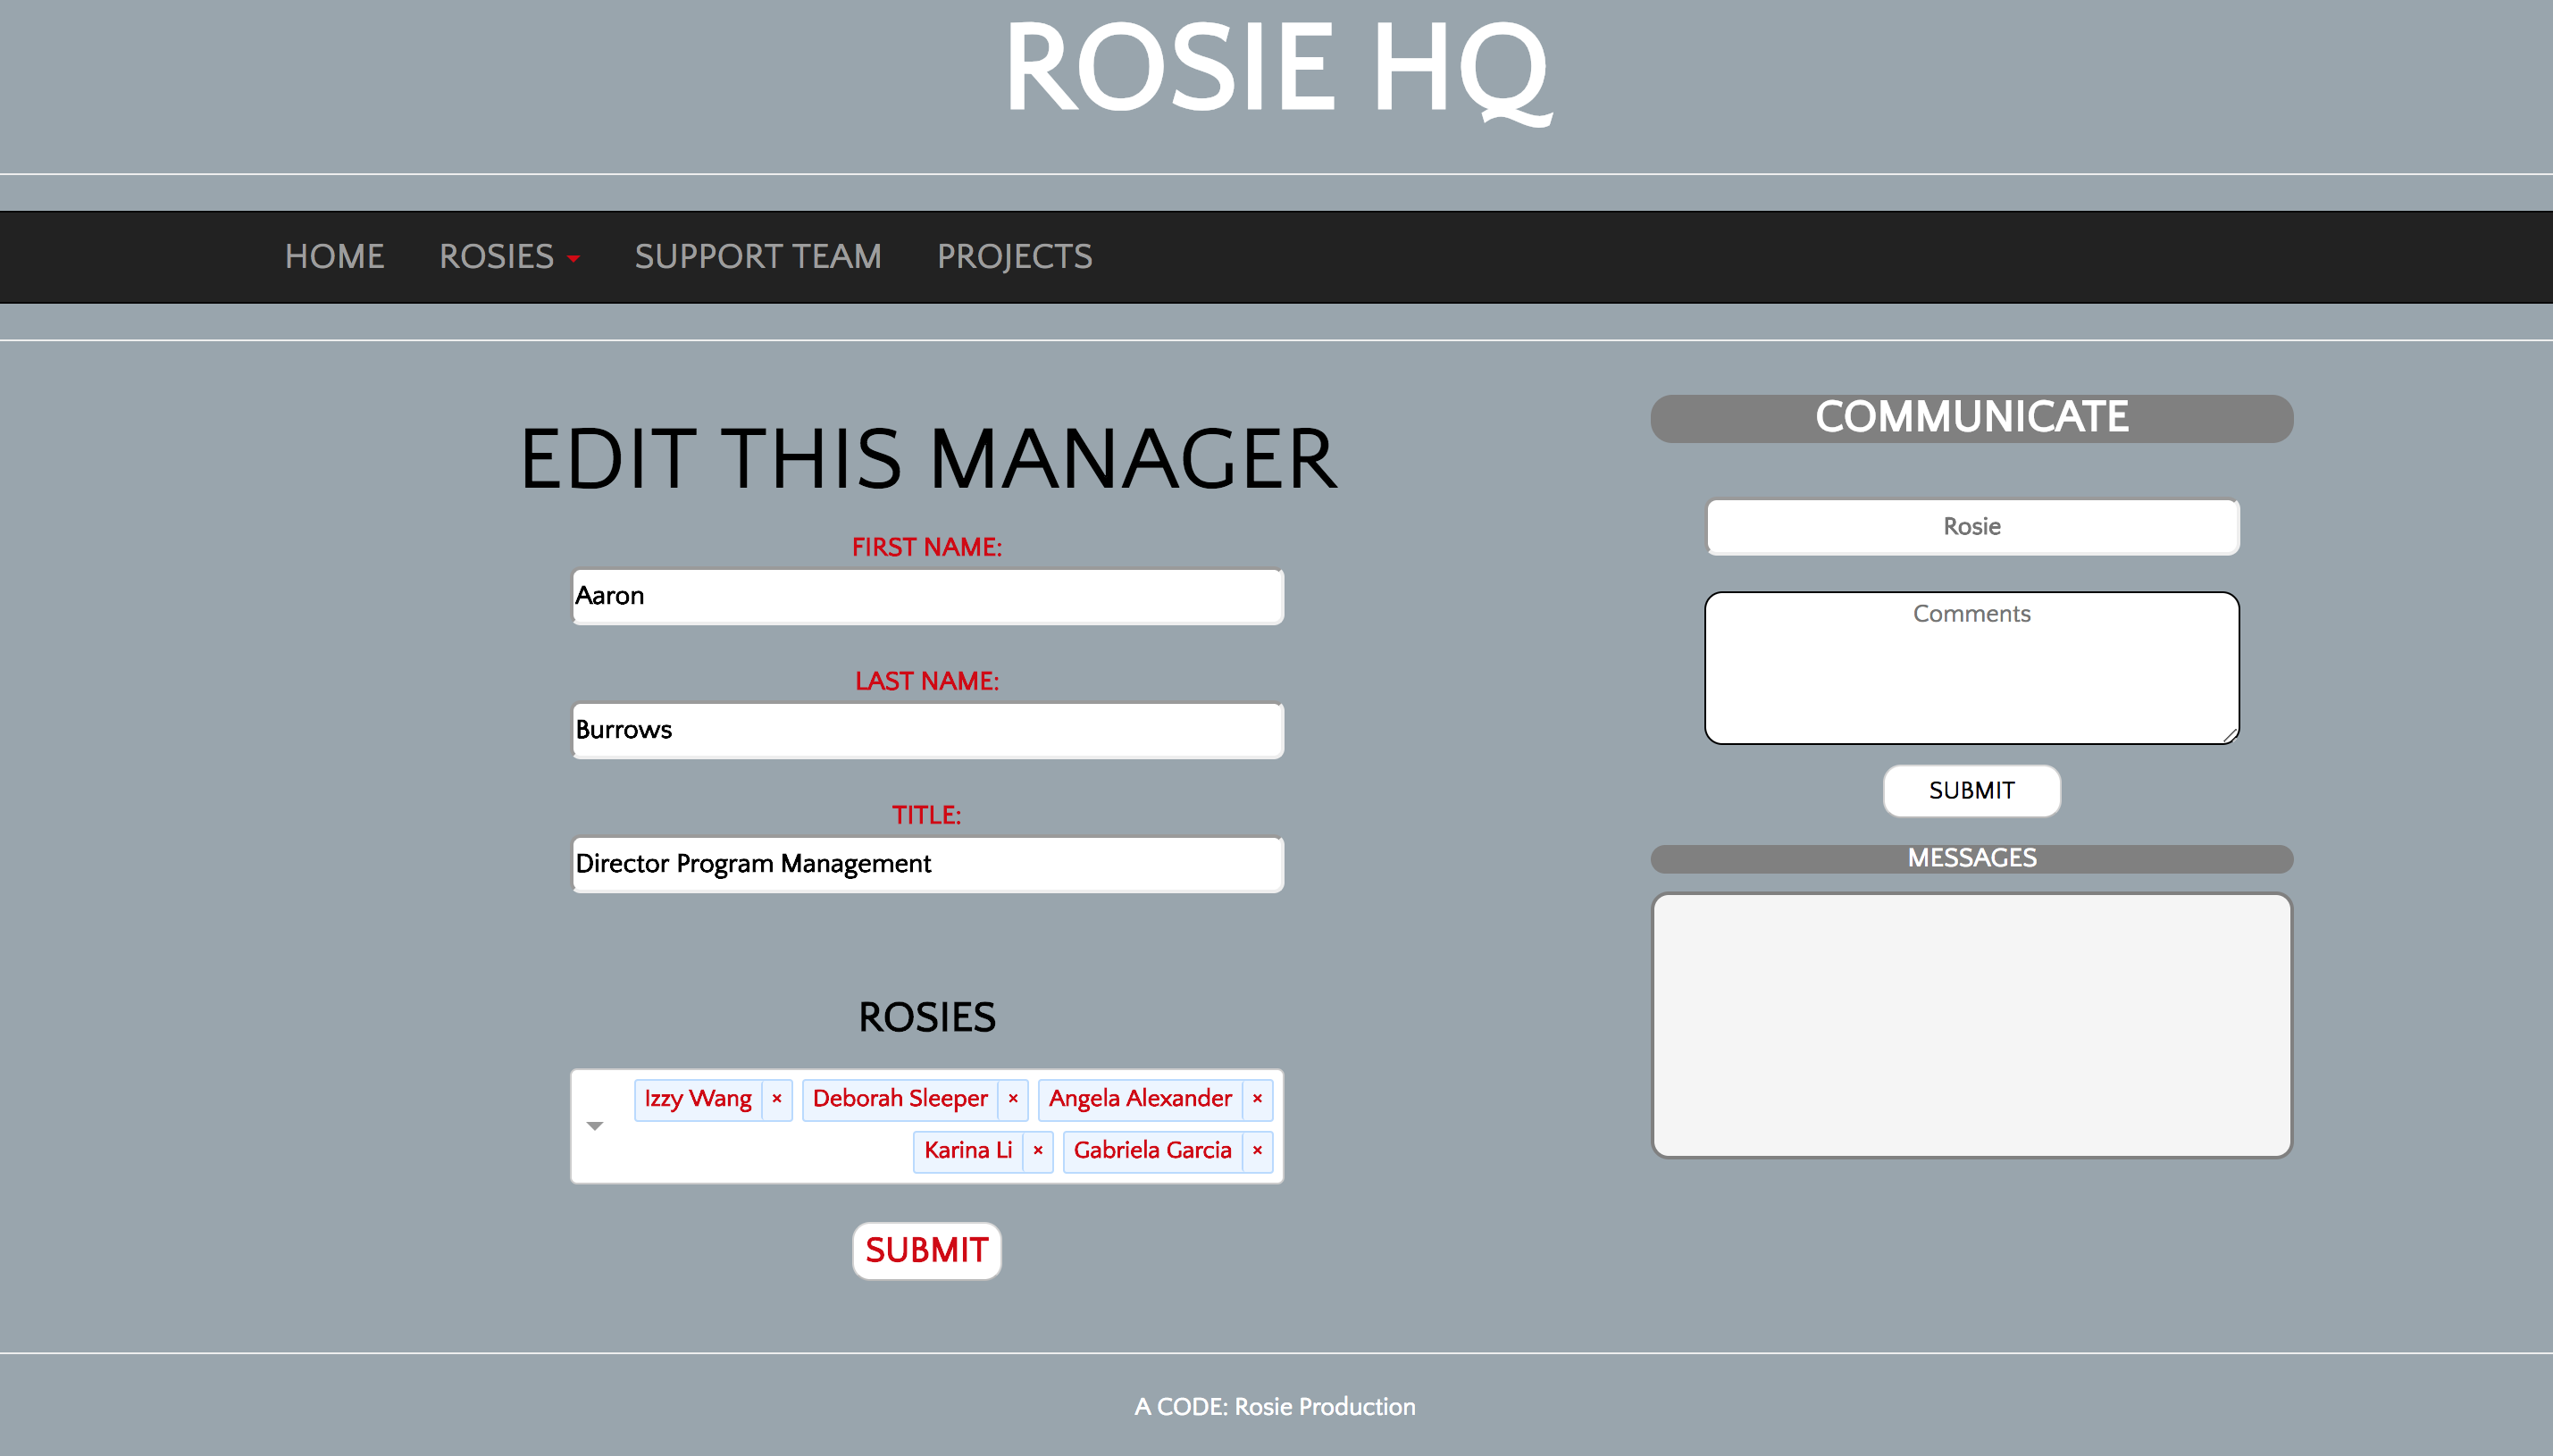 ROSIE HQ
HOME ROSIES SUPPORT TEAM PROJECTS
EDIT THIS MANAGER
FIRST NAME:
Aaron
LAST NAME:
Burrows
TITLE:
Director Program Management
ROSIES
Izzy Wang × Deborah Sleeper × Angela Alexander ×
Karina Li × Gabriela Garcia ×
SUBMIT
COMMUNICATE
Rosie
Comments
SUBMIT
MESSAGES
A CODE: Rosie Production